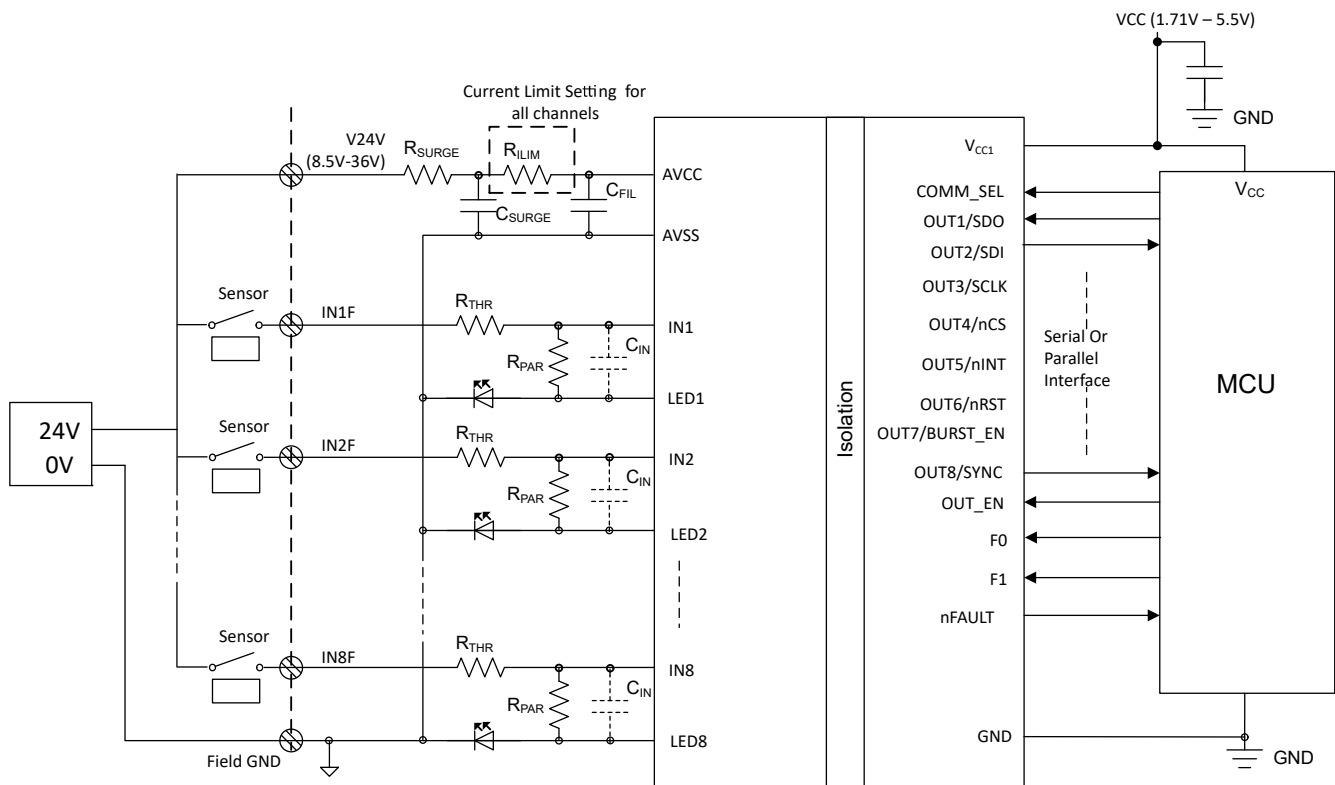 VCC (1.71V – 5.5V)
GND
Current Limit Setting for
all channels
V24V
(8.5V-36V)
RSURGE
RILIM
CSURGE
CFIL
AVCC
AVSS
Sensor
IN1F
RTHR
RPAR
CIN
IN1
LED1
24V
0V
Sensor
IN2F
RTHR
RPAR
CIN
IN2
LED2
Sensor
IN8F
RTHR
RPAR
CIN
IN8
LED8
Field GND
Isolation
VCC1
COMM_SEL
OUT1/SDO
OUT2/SDI
OUT3/SCLK
OUT4/nCS
OUT5/nINT
OUT6/nRST
OUT7/BURST_EN
OUT8/SYNC
OUT_EN
F0
F1
nFAULT
GND
Serial Or
Parallel
Interface
VCC
MCU
GND